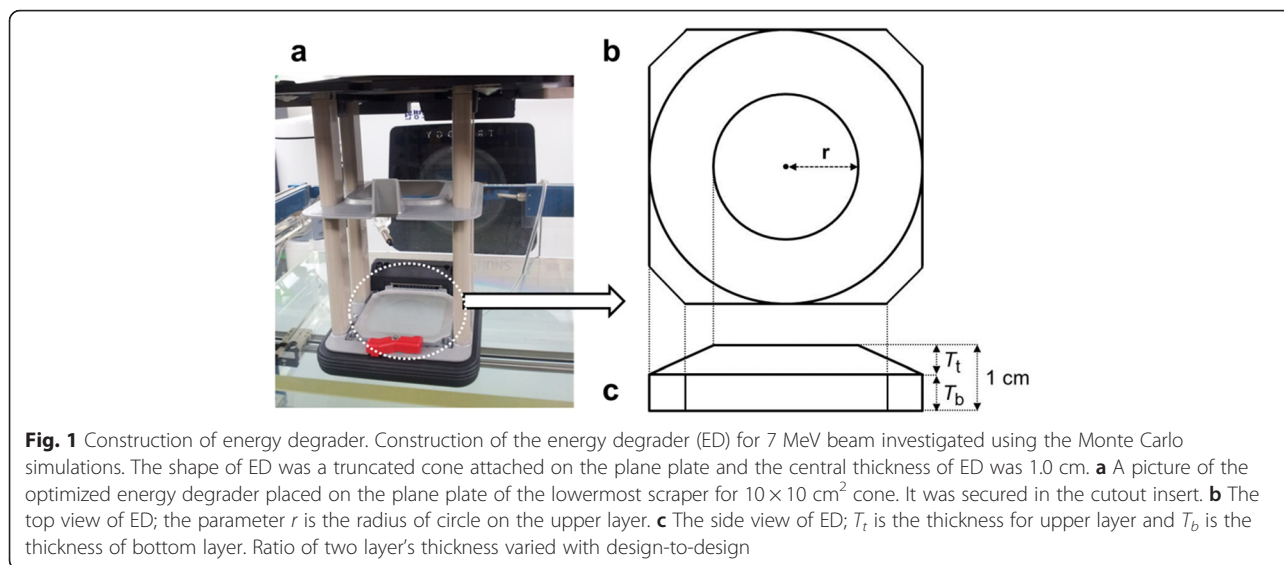 a
b
r
c
T_t
T_b
1 cm
Fig. 1 Construction of energy degrader. Construction of the energy degrader (ED) for 7 MeV beam investigated using the Monte Carlo
simulations. The shape of ED was a truncated cone attached on the plane plate and the central thickness of ED was 1.0 cm. a A picture of the
optimized energy degrader placed on the plane plate of the lowermost scraper for 10 × 10 cm² cone. It was secured in the cutout insert. b The
top view of ED; the parameter r is the radius of circle on the upper layer. c The side view of ED; T_t is the thickness for upper layer and T_b is the
thickness of bottom layer. Ratio of two layer's thickness varied with design-to-design